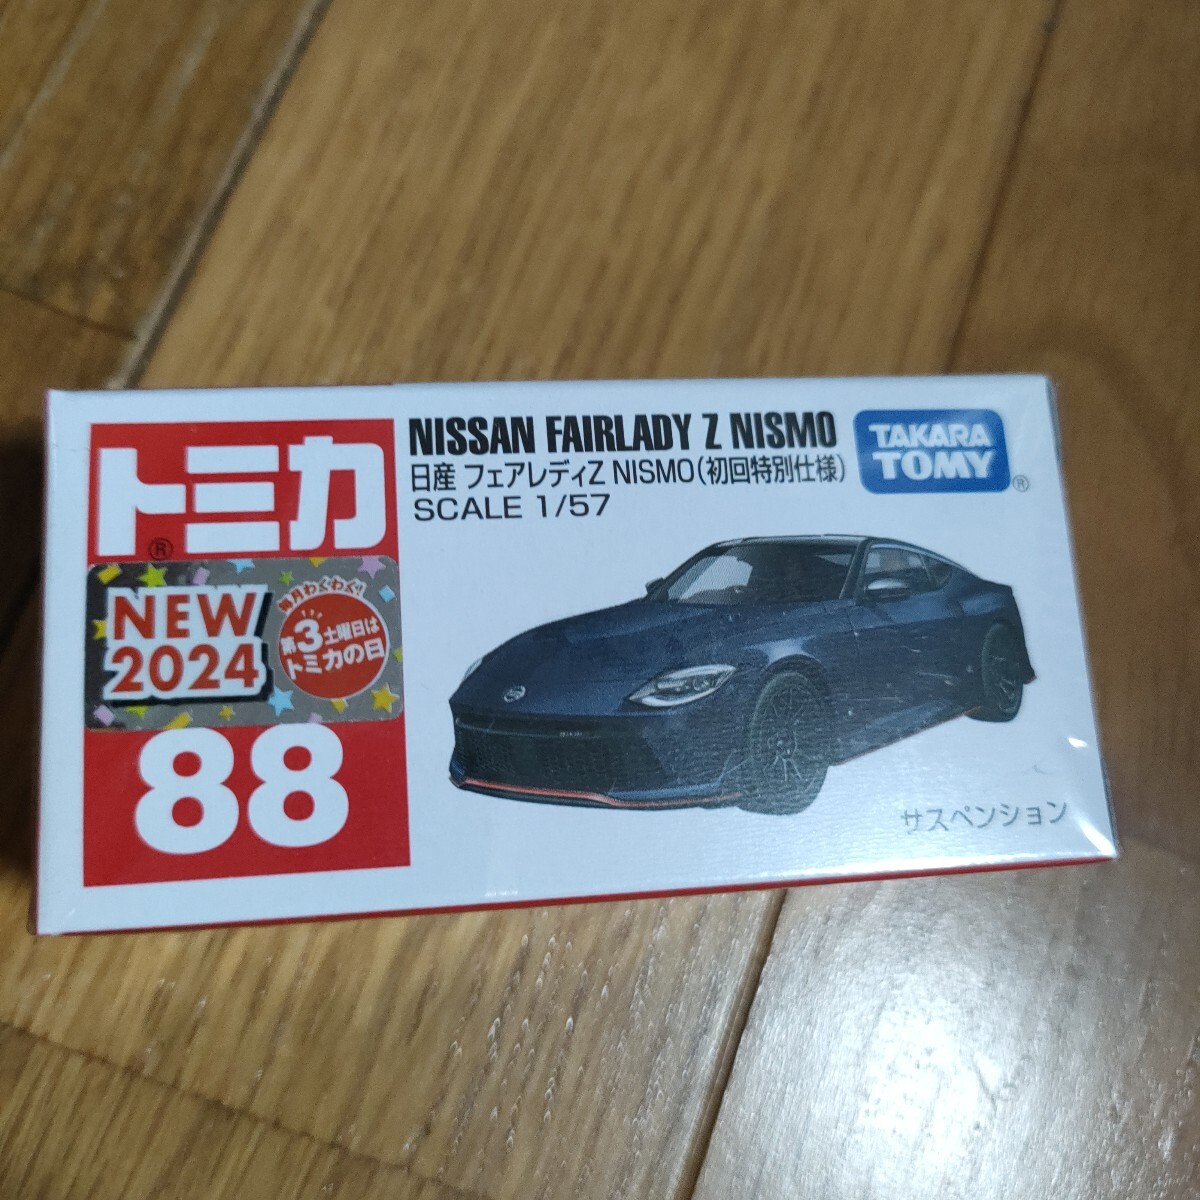 トミカ
®
NEW
2024
毎月わくわく!
第3土曜日は
トミカの日
88
NISSAN FAIRLADY Z NISMO
日産 フェアレディZ NISMO(初回特別仕様)
SCALE 1/57
TAKARA
TOMY
®
サスペンション